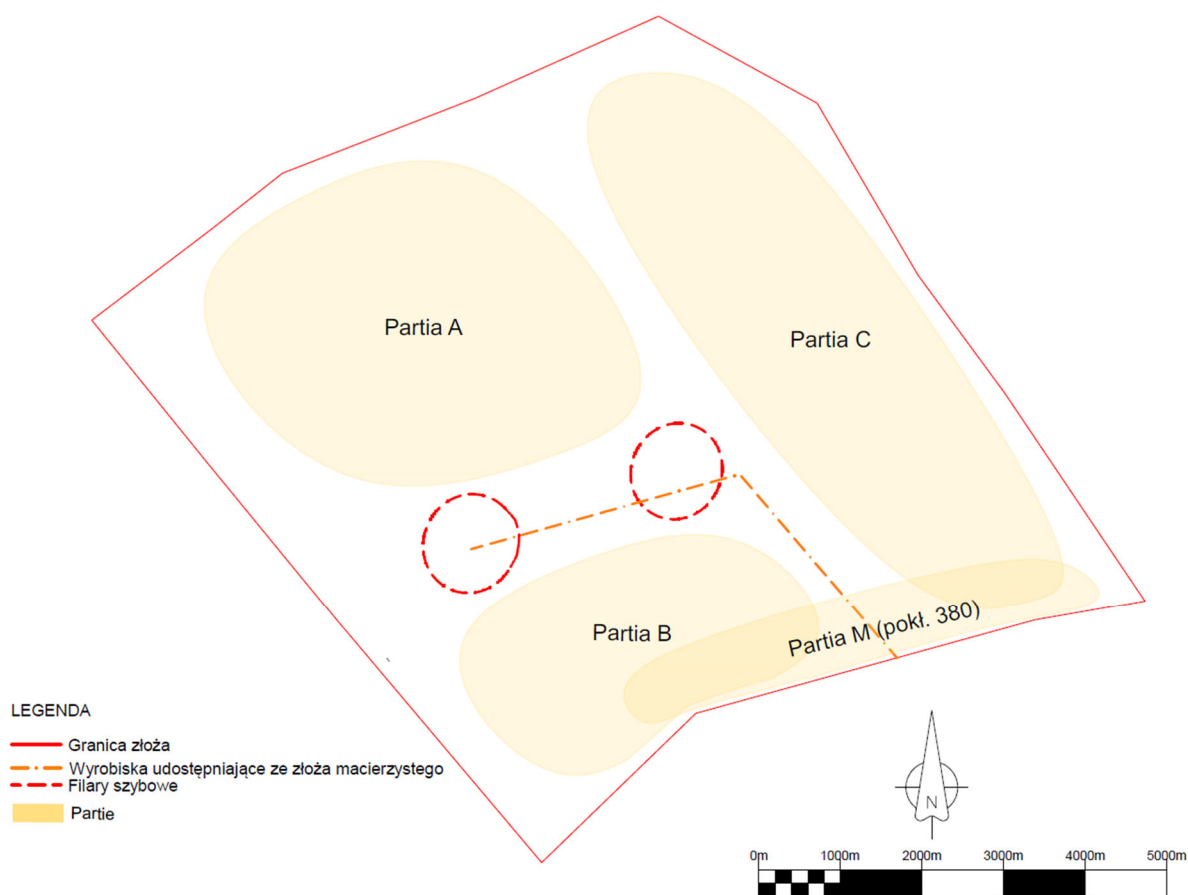 Partia A
Partia C
Partia B
Partia M (pokł. 380)
LEGENDA
Granica złoża
Wyrobiska udostępniające ze złoża macierzystego
Filary szybowe
Partie
N
0m 1000m 2000m 3000m 4000m 5000m